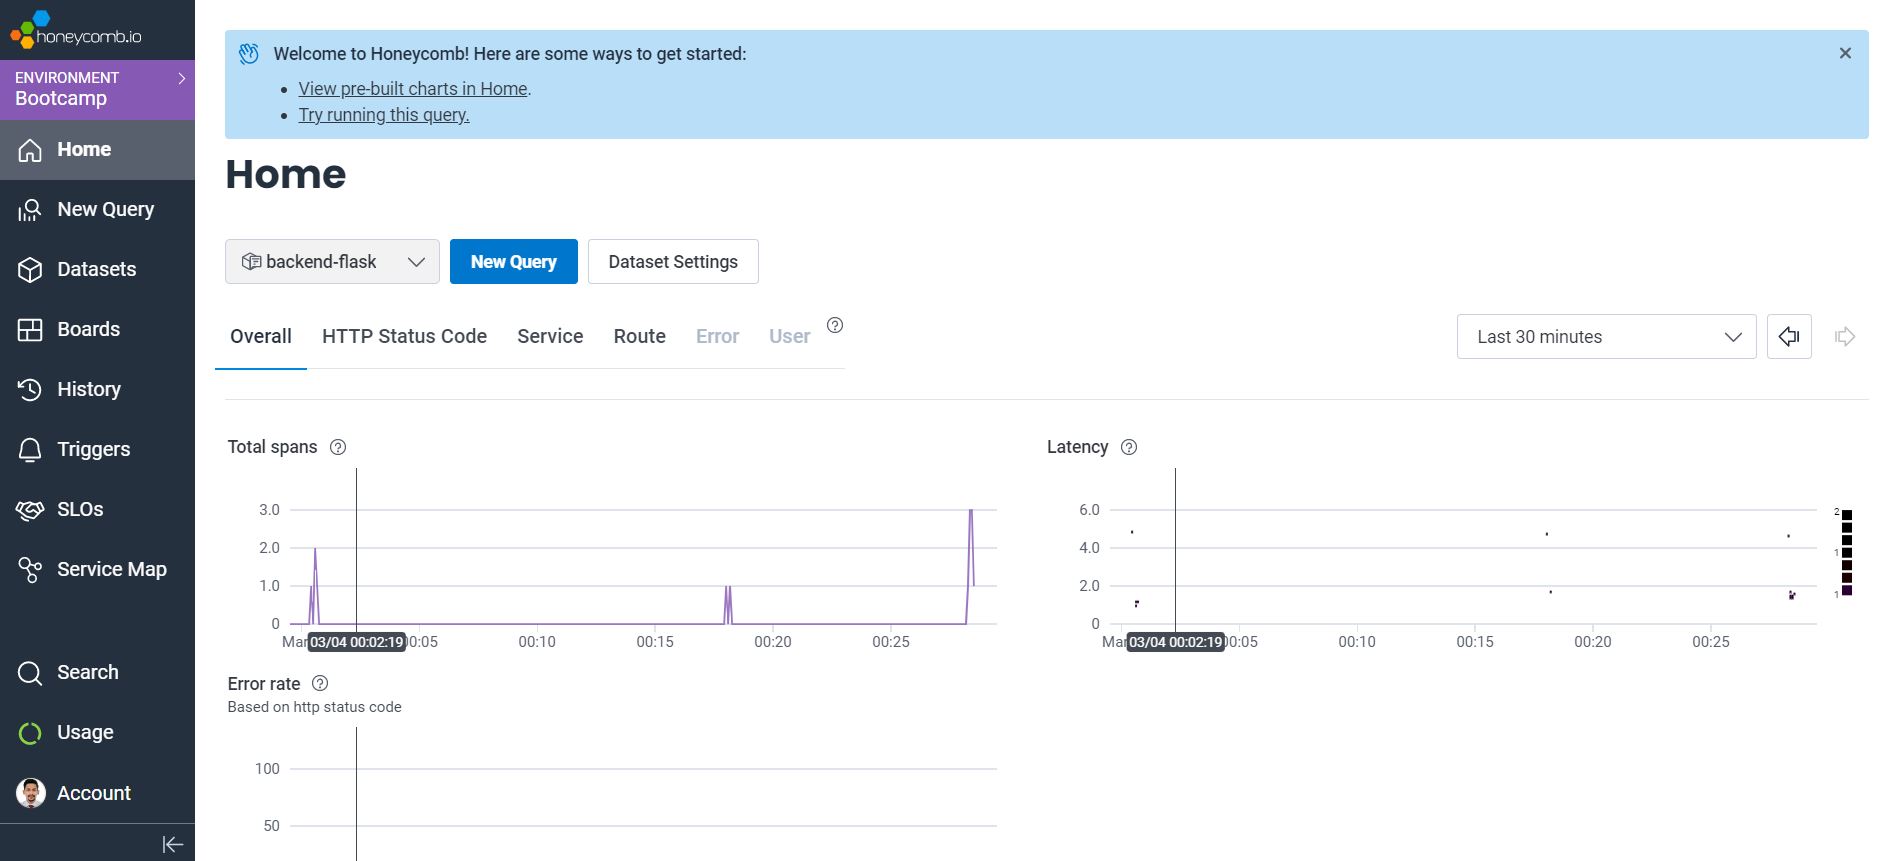 honeycomb.io
ENVIRONMENT
Bootcamp
Home
New Query
Datasets
Boards
History
Triggers
SLOs
Service Map
Search
Usage
Account
Welcome to Honeycomb! Here are some ways to get started:
View pre-built charts in Home.
Try running this query.
Home
backend-flask
New Query
Dataset Settings
Overall HTTP Status Code Service Route Error User ?
Last 30 minutes
Total spans ?
3.0
2.0
1.0
0
Mar 03/04 00:02:19 0:05 00:10 00:15 00:20 00:25
Latency ?
6.0
4.0
2.0
0
2
1
1
Mar 03/04 00:02:19 0:05 00:10 00:15 00:20 00:25
Error rate ?
Based on http status code
100
50